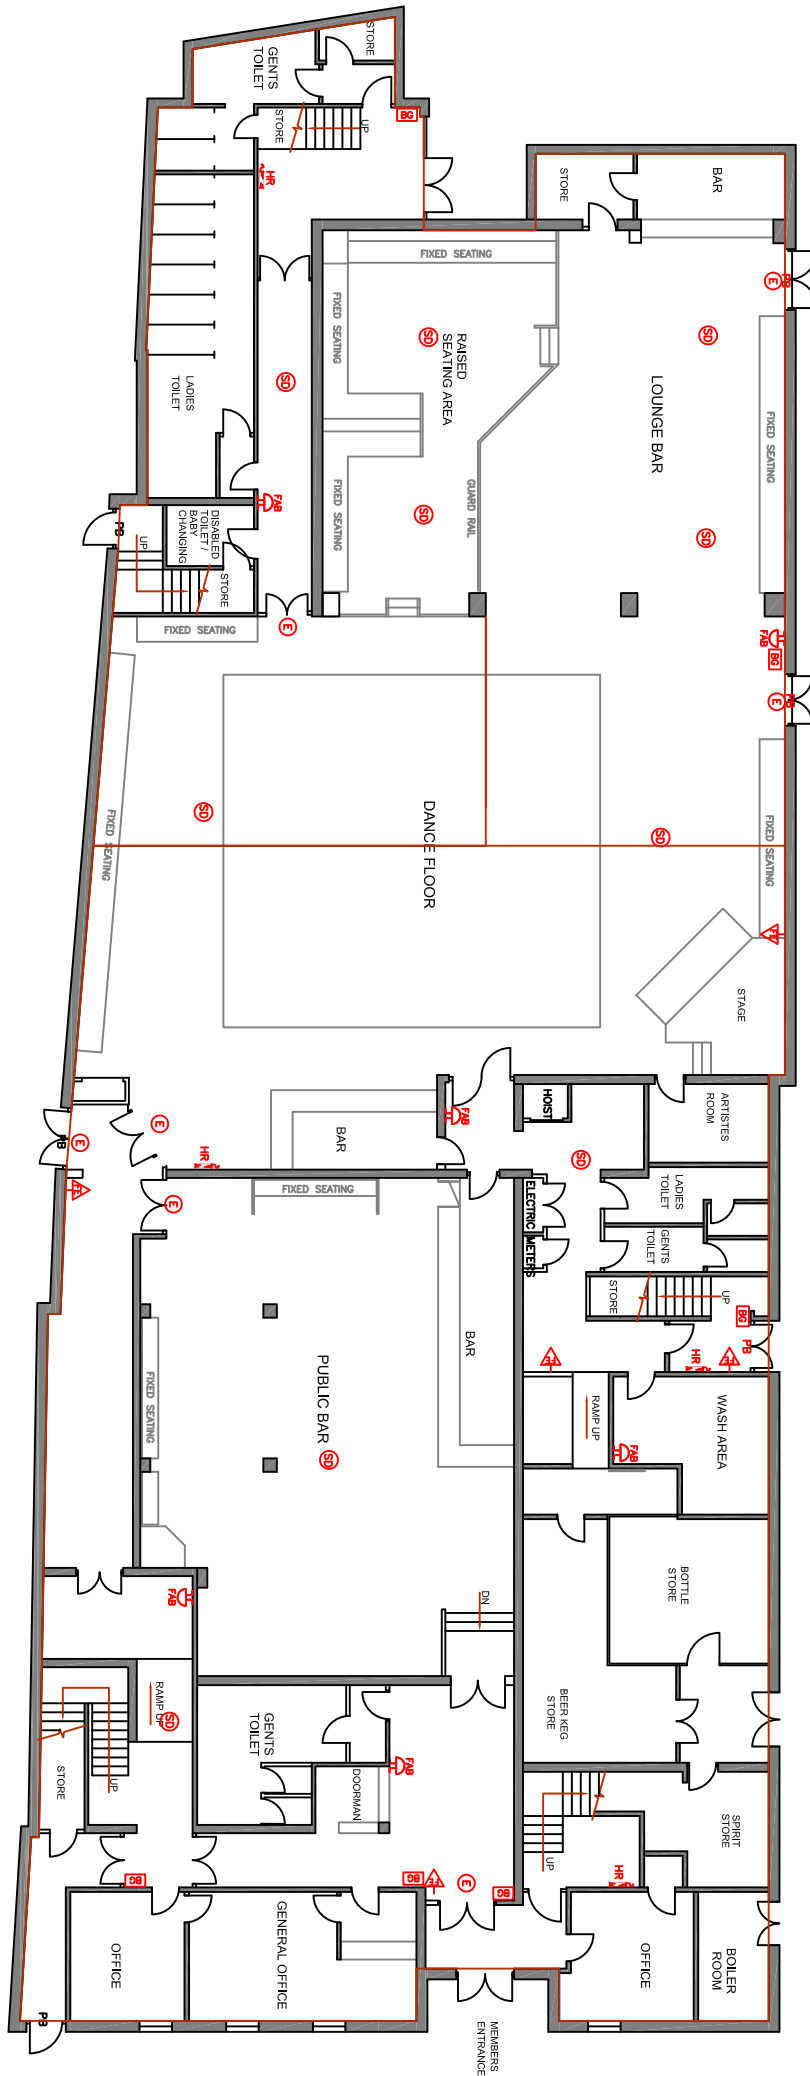 STORE
GENTS
TOILET
UP
STORE
BG
HR
STORE
BAR
PB
E
FIXED SEATING
FIXED SEATING
SD
RAISED
SEATING AREA
SD
SD
LOUNGE BAR
LADIES
TOILET
FIXED SEATING
FIXED SEATING
GUARD RAIL
SD
SD
FAB
PB
UP
DISABLED
TOILET /
BABY
CHANGING
STORE
FIXED SEATING
E
FAB
BG
E
PB
FIXED SEATING
SD
DANCE FLOOR
SD
FIXED SEATING
FE
STAGE
BAR
FAB
HOIST
ARTISTES
ROOM
E
E
PB
HR
FE
E
SD
FIXED SEATING
ELECTRIC METERS
LADIES
TOILET
GENTS
TOILET
STORE
UP
BG
PB
HR
FE
FE
BAR
PUBLIC BAR
FIXED SEATING
SD
RAMP UP
WASH AREA
FAB
FAB
DN
BOTTLE
STORE
BEER KEG
STORE
RAMP UP
SD
GENTS
TOILET
FAB
STORE
UP
DOORMAN
UP
SPIRIT
STORE
BG
BG
FE
E
BG
HR
OFFICE
GENERAL OFFICE
OFFICE
BOILER
ROOM
PB
MEMBERS
ENTRANCE